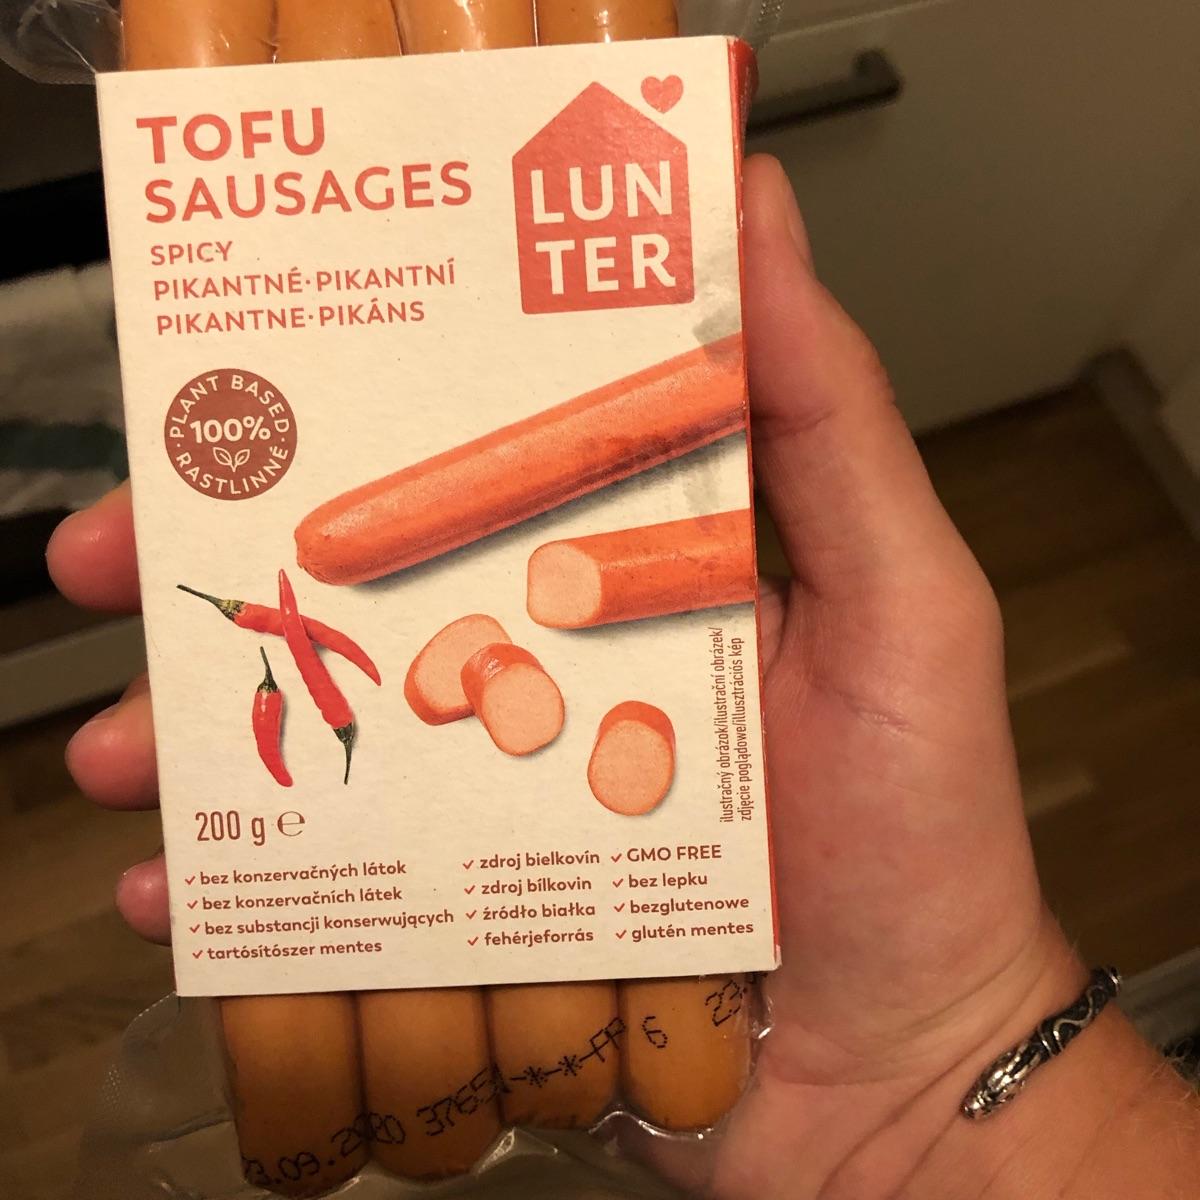 TOFU
SAUSAGES
SPICY
PIKANTNÉ·PIKANTNÍ
PIKANTNE·PIKÁNS
LUN
TER
·PLANT BASED·
100%
RASTLINNÉ
ilustračný obrázok/ilustrační obrázek/
zdjęcie poglądowe/illusztrációs kép
200 g ℮
✓ bez konzervačných látok
✓ bez konzervačních látek
✓ bez substancji konserwujących
✓ tartósítószer mentes
✓ zdroj bielkovín
✓ zdroj bílkovin
✓ źródło białka
✓ fehérjeforrás
✓ GMO FREE
✓ bez lepku
✓ bezglutenowe
✓ glutén mentes
6